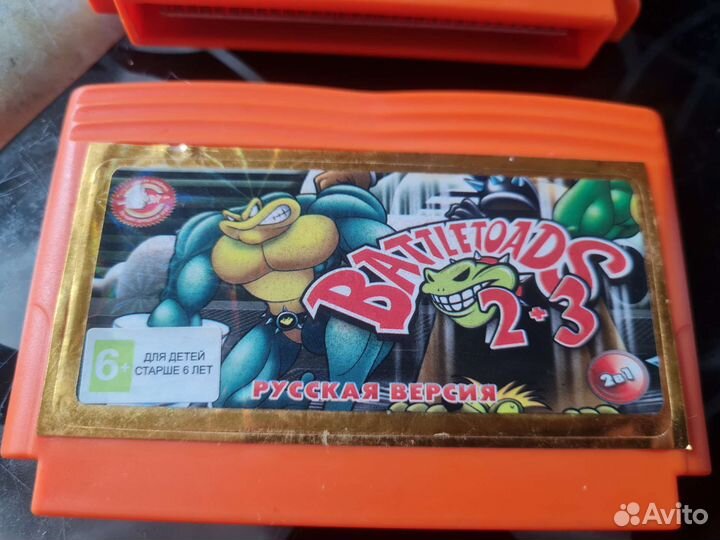 BATTLETOADS
2+3
6+
ДЛЯ ДЕТЕЙ
СТАРШЕ 6 ЛЕТ
РУССКАЯ ВЕРСИЯ
2в1
Avito